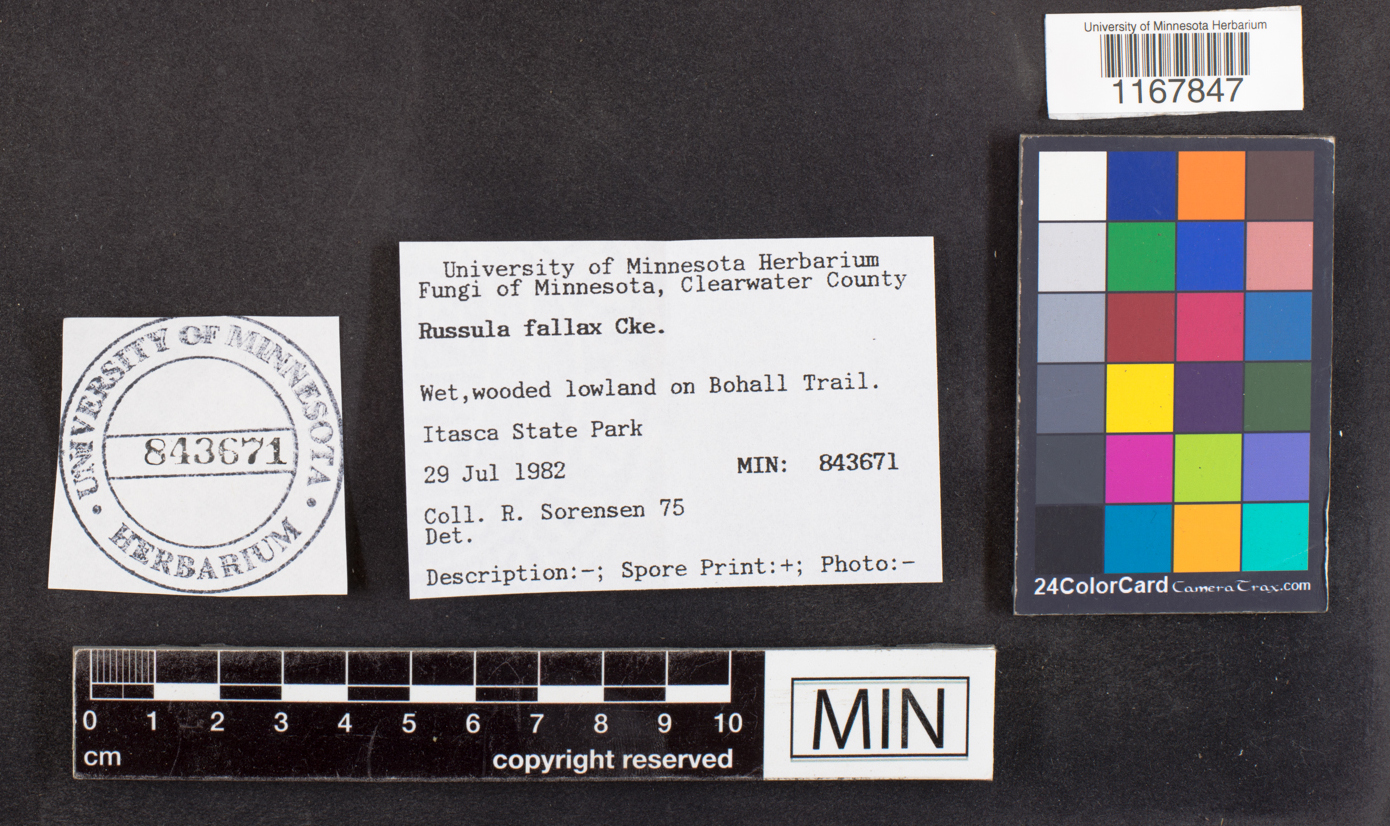 University of Minnesota Herbarium
1167847
University of Minnesota Herbarium
Fungi of Minnesota, Clearwater County
Russula fallax Cke.
Wet,wooded lowland on Bohall Trail.
Itasca State Park
29 Jul 1982 MIN: 843671
Coll. R. Sorensen 75
Det.
Description:-; Spore Print:+; Photo:-
UNIVERSITY OF MINNESOTA
843671
• HERBARIUM •
24ColorCard CameraTrax.com
0 1 2 3 4 5 6 7 8 9 10
cm copyright reserved
MIN